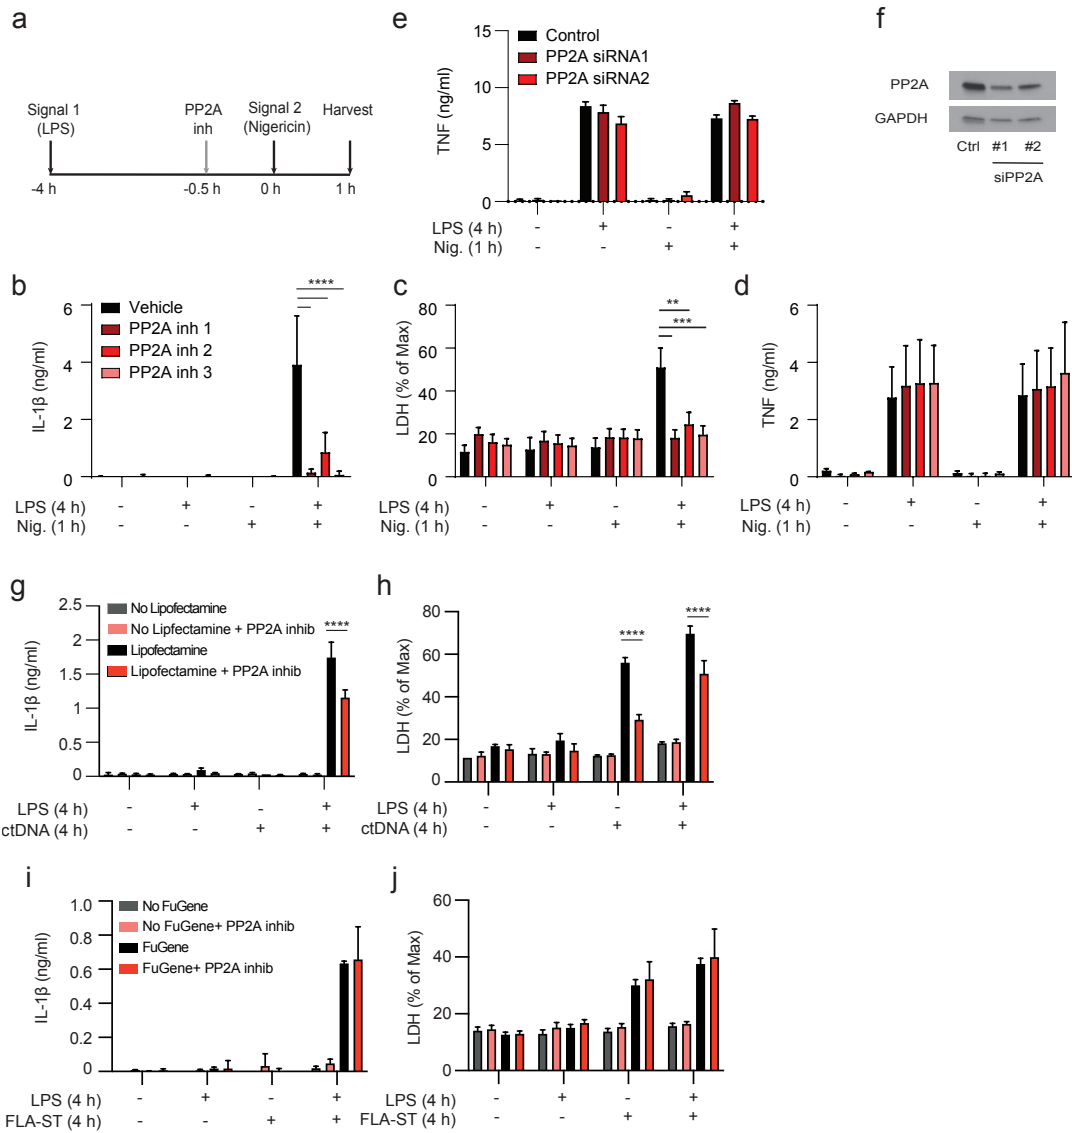 a
Signal 1
(LPS)
PP2A
inh
Signal 2
(Nigericin)
Harvest
-4 h
-0.5 h
0 h
1 h
e
Control
PP2A siRNA1
PP2A siRNA2
TNF (ng/ml)
15
10
5
0
LPS (4 h) - + - +
Nig. (1 h) - - + +
f
PP2A
GAPDH
Ctrl #1 #2
siPP2A
b
Vehicle
PP2A inh 1
PP2A inh 2
PP2A inh 3
****
IL-1β (ng/ml)
6
4
2
0
LPS (4 h) - + - +
Nig. (1 h) - - + +
c
**
***
LDH (% of Max)
80
60
40
20
0
LPS (4 h) - + - +
Nig. (1 h) - - + +
d
TNF (ng/ml)
6
4
2
0
LPS (4 h) - + - +
Nig. (1 h) - - + +
g
No Lipofectamine
No Lipfectamine + PP2A inhib
Lipofectamine
Lipofectamine + PP2A inhib
****
IL-1β (ng/ml)
2.5
2
1.5
1
0.5
0
LPS (4 h) - + - +
ctDNA (4 h) - - + +
h
****
****
LDH (% of Max)
80
60
40
20
0
LPS (4 h) - + - +
ctDNA (4 h) - - + +
i
No FuGene
No FuGene+ PP2A inhib
FuGene
FuGene+ PP2A inhib
IL-1β (ng/ml)
1.0
0.8
0.6
0.4
0.2
0
LPS (4 h) - + - +
FLA-ST (4 h) - - + +
j
LDH (% of Max)
60
40
20
0
LPS (4 h) - + - +
FLA-ST (4 h) - - + +